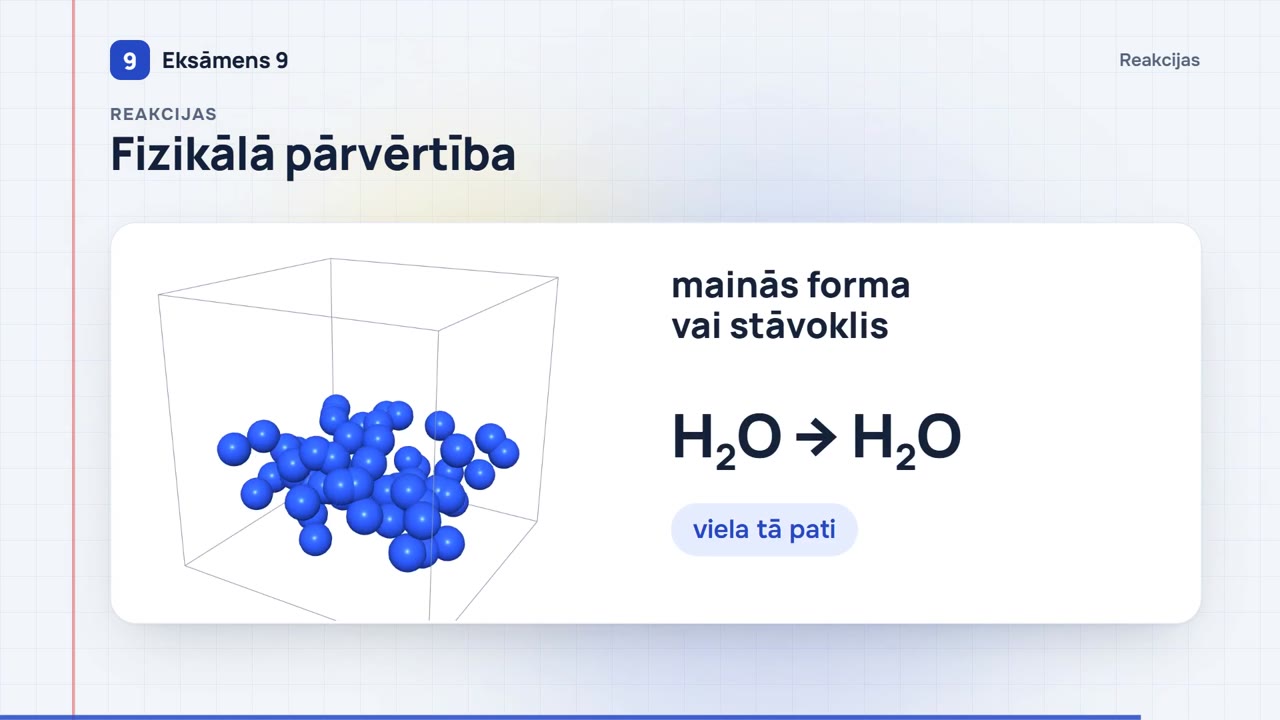 9 Eksāmens 9
Reakcijas
REAKCIJAS
Fizikālā pārvērtība
mainās forma
vai stāvoklis
H₂O → H₂O
viela tā pati